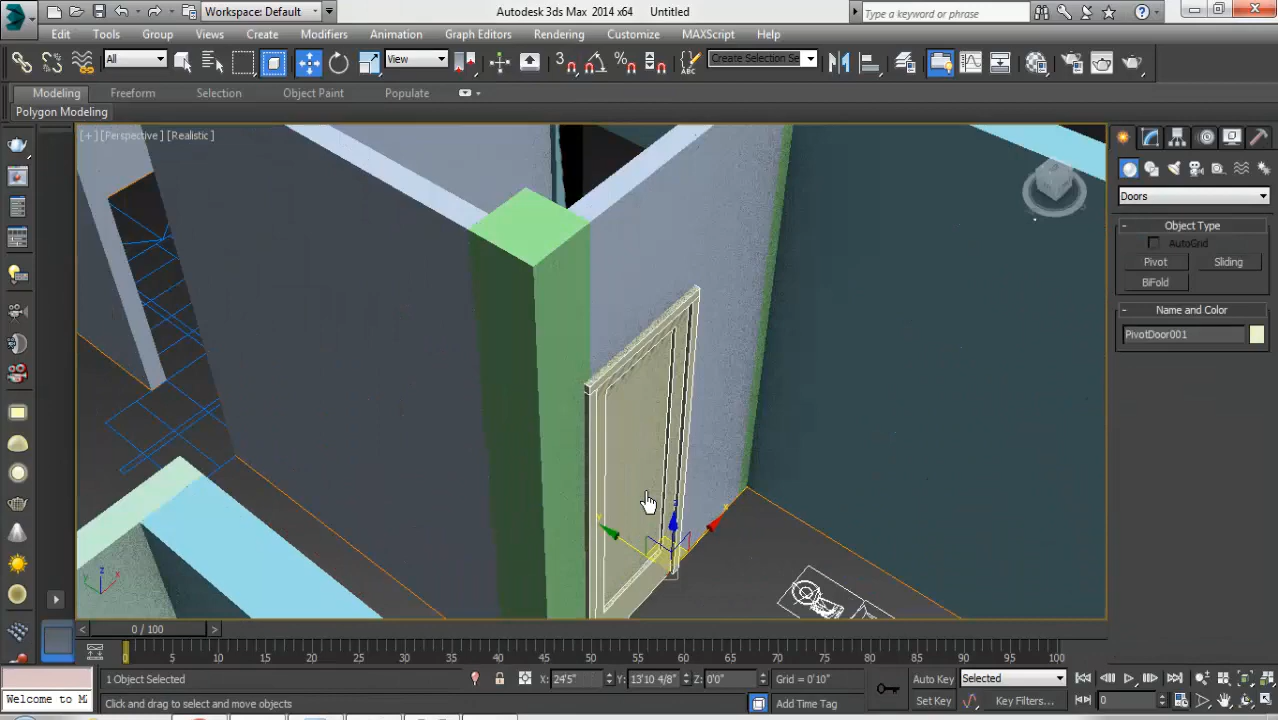 Workspace: Default
Autodesk 3ds Max 2014 x64 Untitled
Type a keyword or phrase
Edit Tools Group Views Create Modifiers Animation Graph Editors Rendering Customize MAXScript Help
All
View
3
Create Selection Se
Modeling Freeform Selection Object Paint Populate
Polygon Modeling
[+] [Perspective] [Realistic]
Doors
Object Type
AutoGrid
Pivot Sliding
BiFold
Name and Color
PivotDoor001
z
x
y
0 / 100
0 5 10 15 20 25 30 35 40 45 50 55 60 65 70 75 80 85 90 95 100
1 Object Selected
X: 24'5" Y: 13'10 4/8" Z: 0'0" Grid = 0'10"
Auto Key Selected
Welcome to M
Click and drag to select and move objects
Add Time Tag
Set Key Key Filters... 0